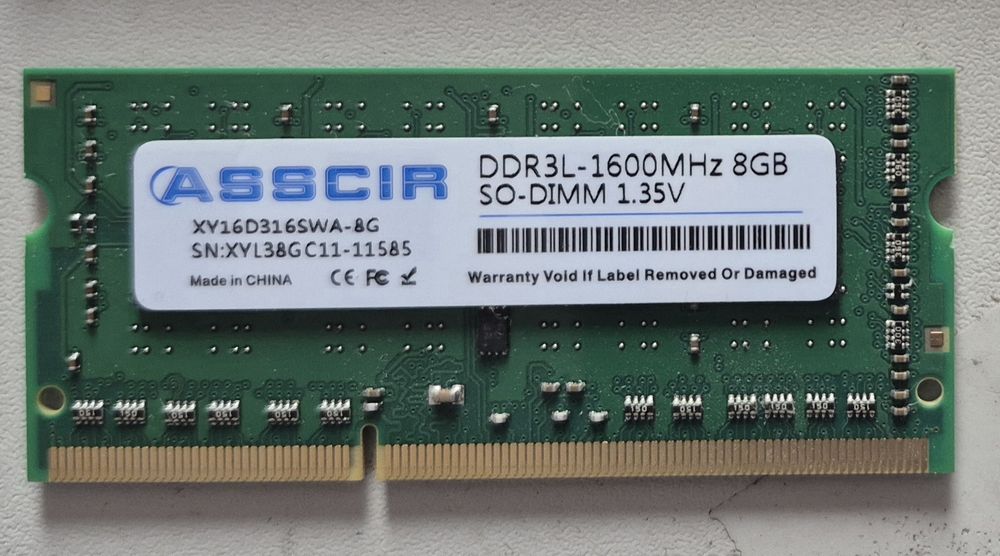 ASSCIR
DDR3L-1600MHz 8GB
SO-DIMM 1.35V
XY16D316SWA-8G
SN:XYL38GC11-11585
Made in CHINA CE FC
Warranty Void If Label Removed Or Damaged